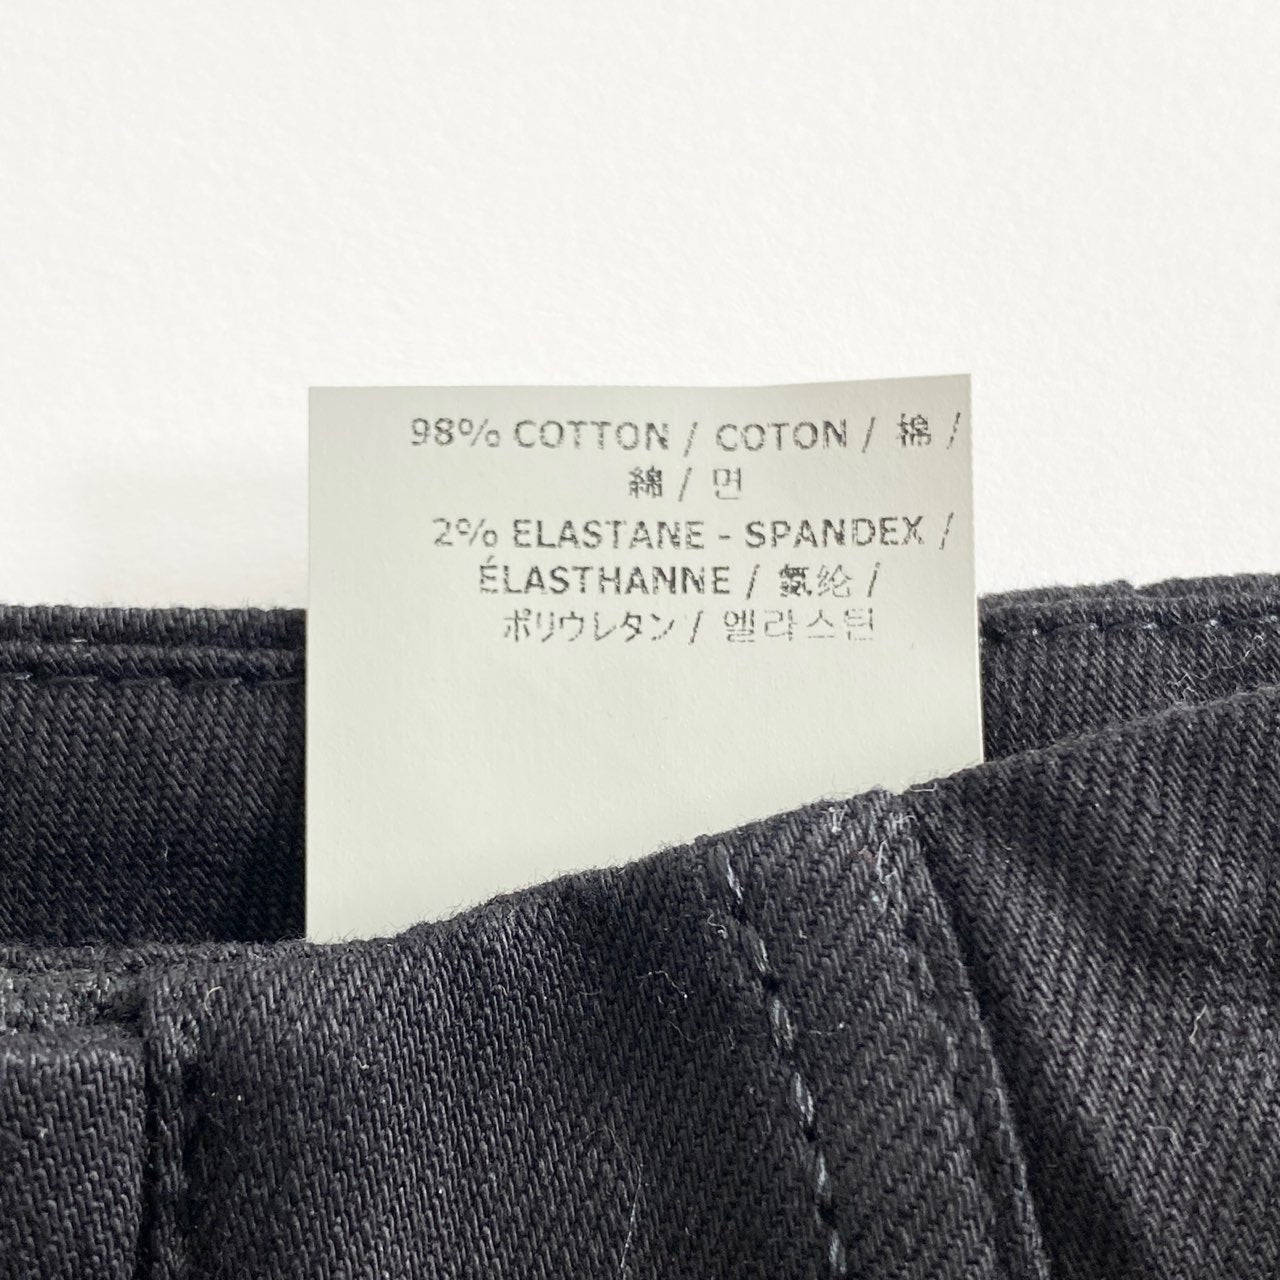 98% COTTON / COTON / 棉 /
綿 / 면
2% ELASTANE - SPANDEX /
ÉLASTHANNE / 氨纶 /
ポリウレタン / 엘라스틴